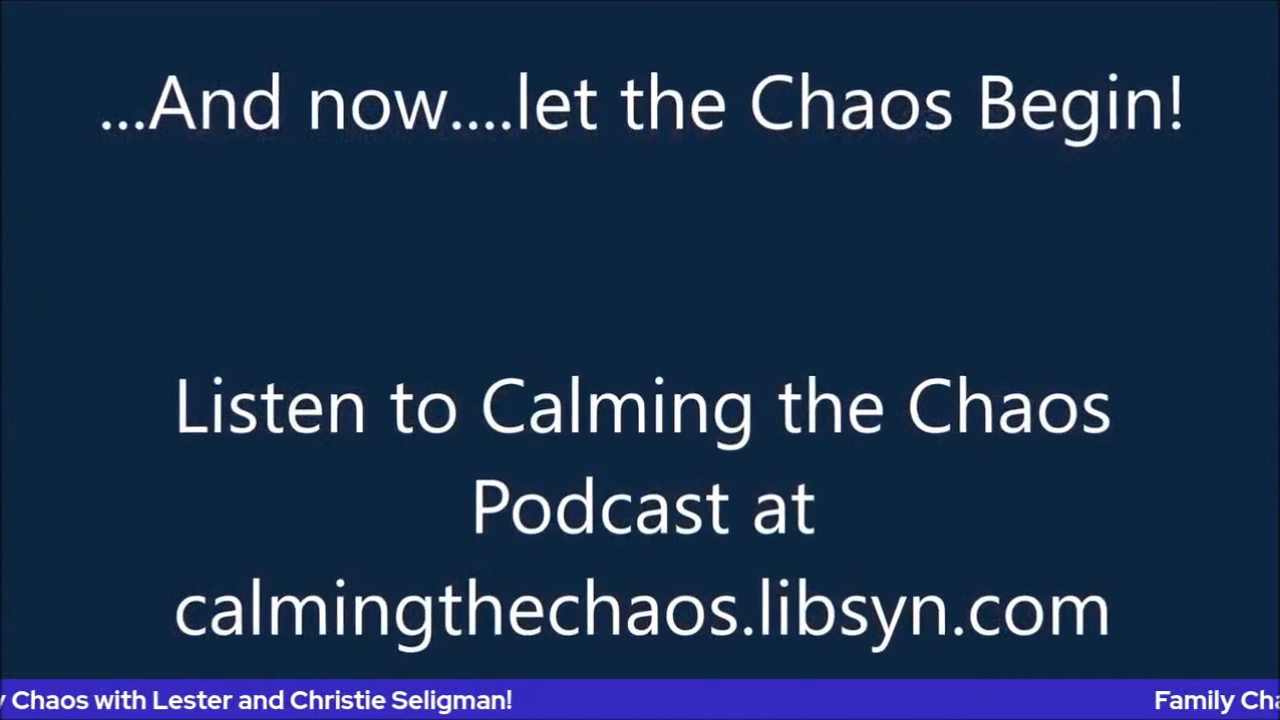 ...And now....let the Chaos Begin!
Listen to Calming the Chaos
Podcast at
calmingthechaos.libsyn.com
Chaos with Lester and Christie Seligman!
Family